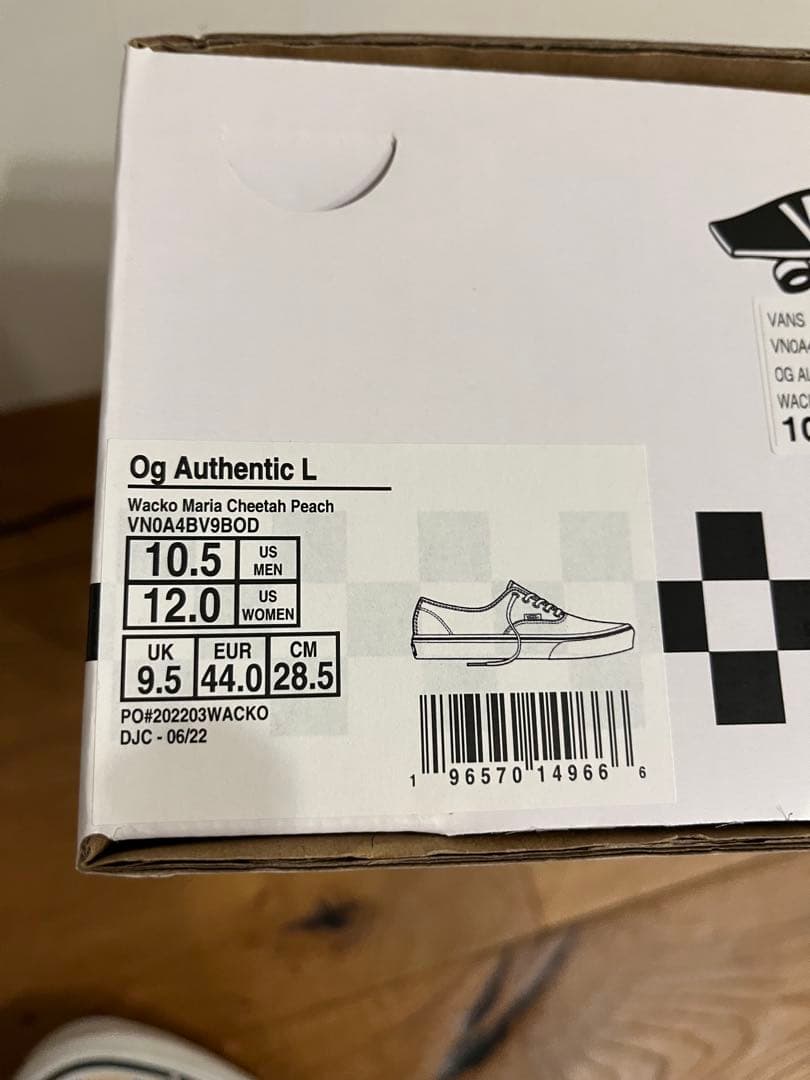 Og Authentic L
Wacko Maria Cheetah Peach
VN0A4BV9BOD
10.5 US MEN
12.0 US WOMEN
UK EUR CM
9.5 44.0 28.5
PO#202203WACKO
DJC - 06/22
1 96570 14966 6
VANS
OG